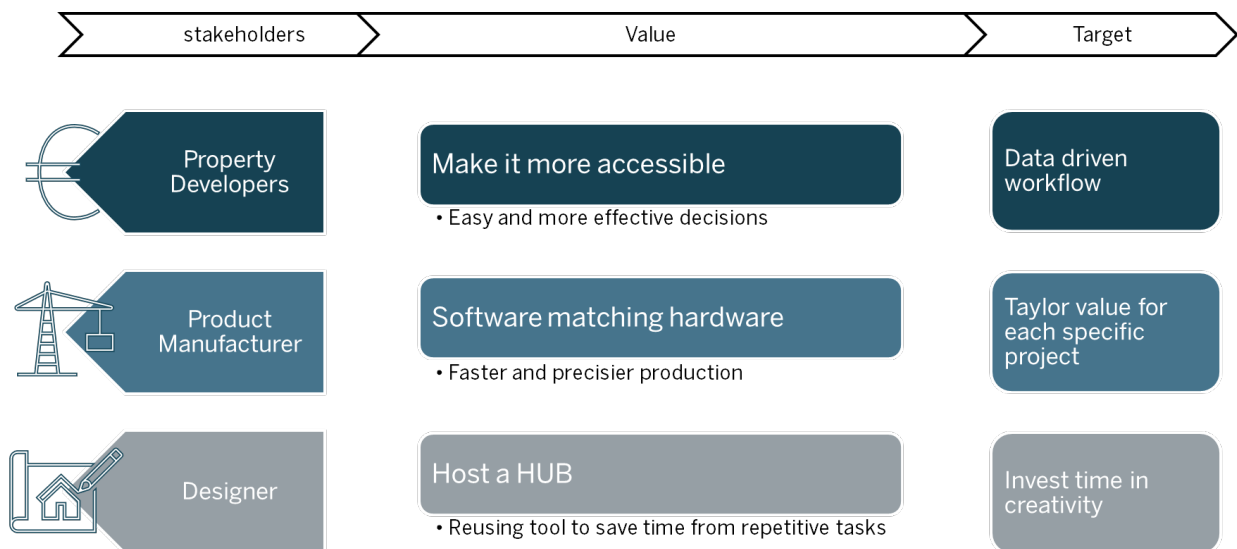 stakeholders
Value
Target
Property
Developers
Make it more accessible
• Easy and more effective decisions
Data driven
workflow
Product
Manufacturer
Software matching hardware
• Faster and precisier production
Taylor value for
each specific
project
Designer
Host a HUB
• Reusing tool to save time from repetitive tasks
Invest time in
creativity